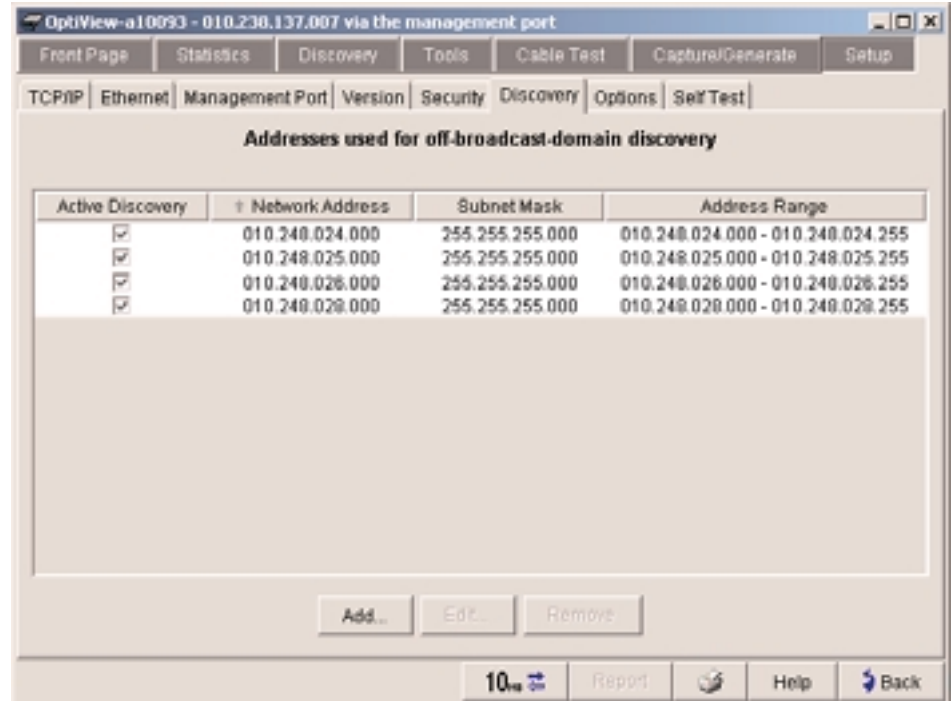 OptiView-a10093 - 010.238.137.007 via the management port
Front Page Statistics Discovery Tools Cable Test Capture/Generate Setup
TCP/IP Ethernet Management Port Version Security Discovery Options Self Test
Addresses used for off-broadcast-domain discovery
Active Discovery ↑ Network Address Subnet Mask Address Range
010.248.024.000 255.255.255.000 010.248.024.000 - 010.248.024.255
010.248.025.000 255.255.255.000 010.248.025.000 - 010.248.025.255
010.248.026.000 255.255.255.000 010.248.026.000 - 010.248.026.255
010.248.028.000 255.255.255.000 010.248.028.000 - 010.248.028.255
Add... Edit... Remove
10 Report Help Back